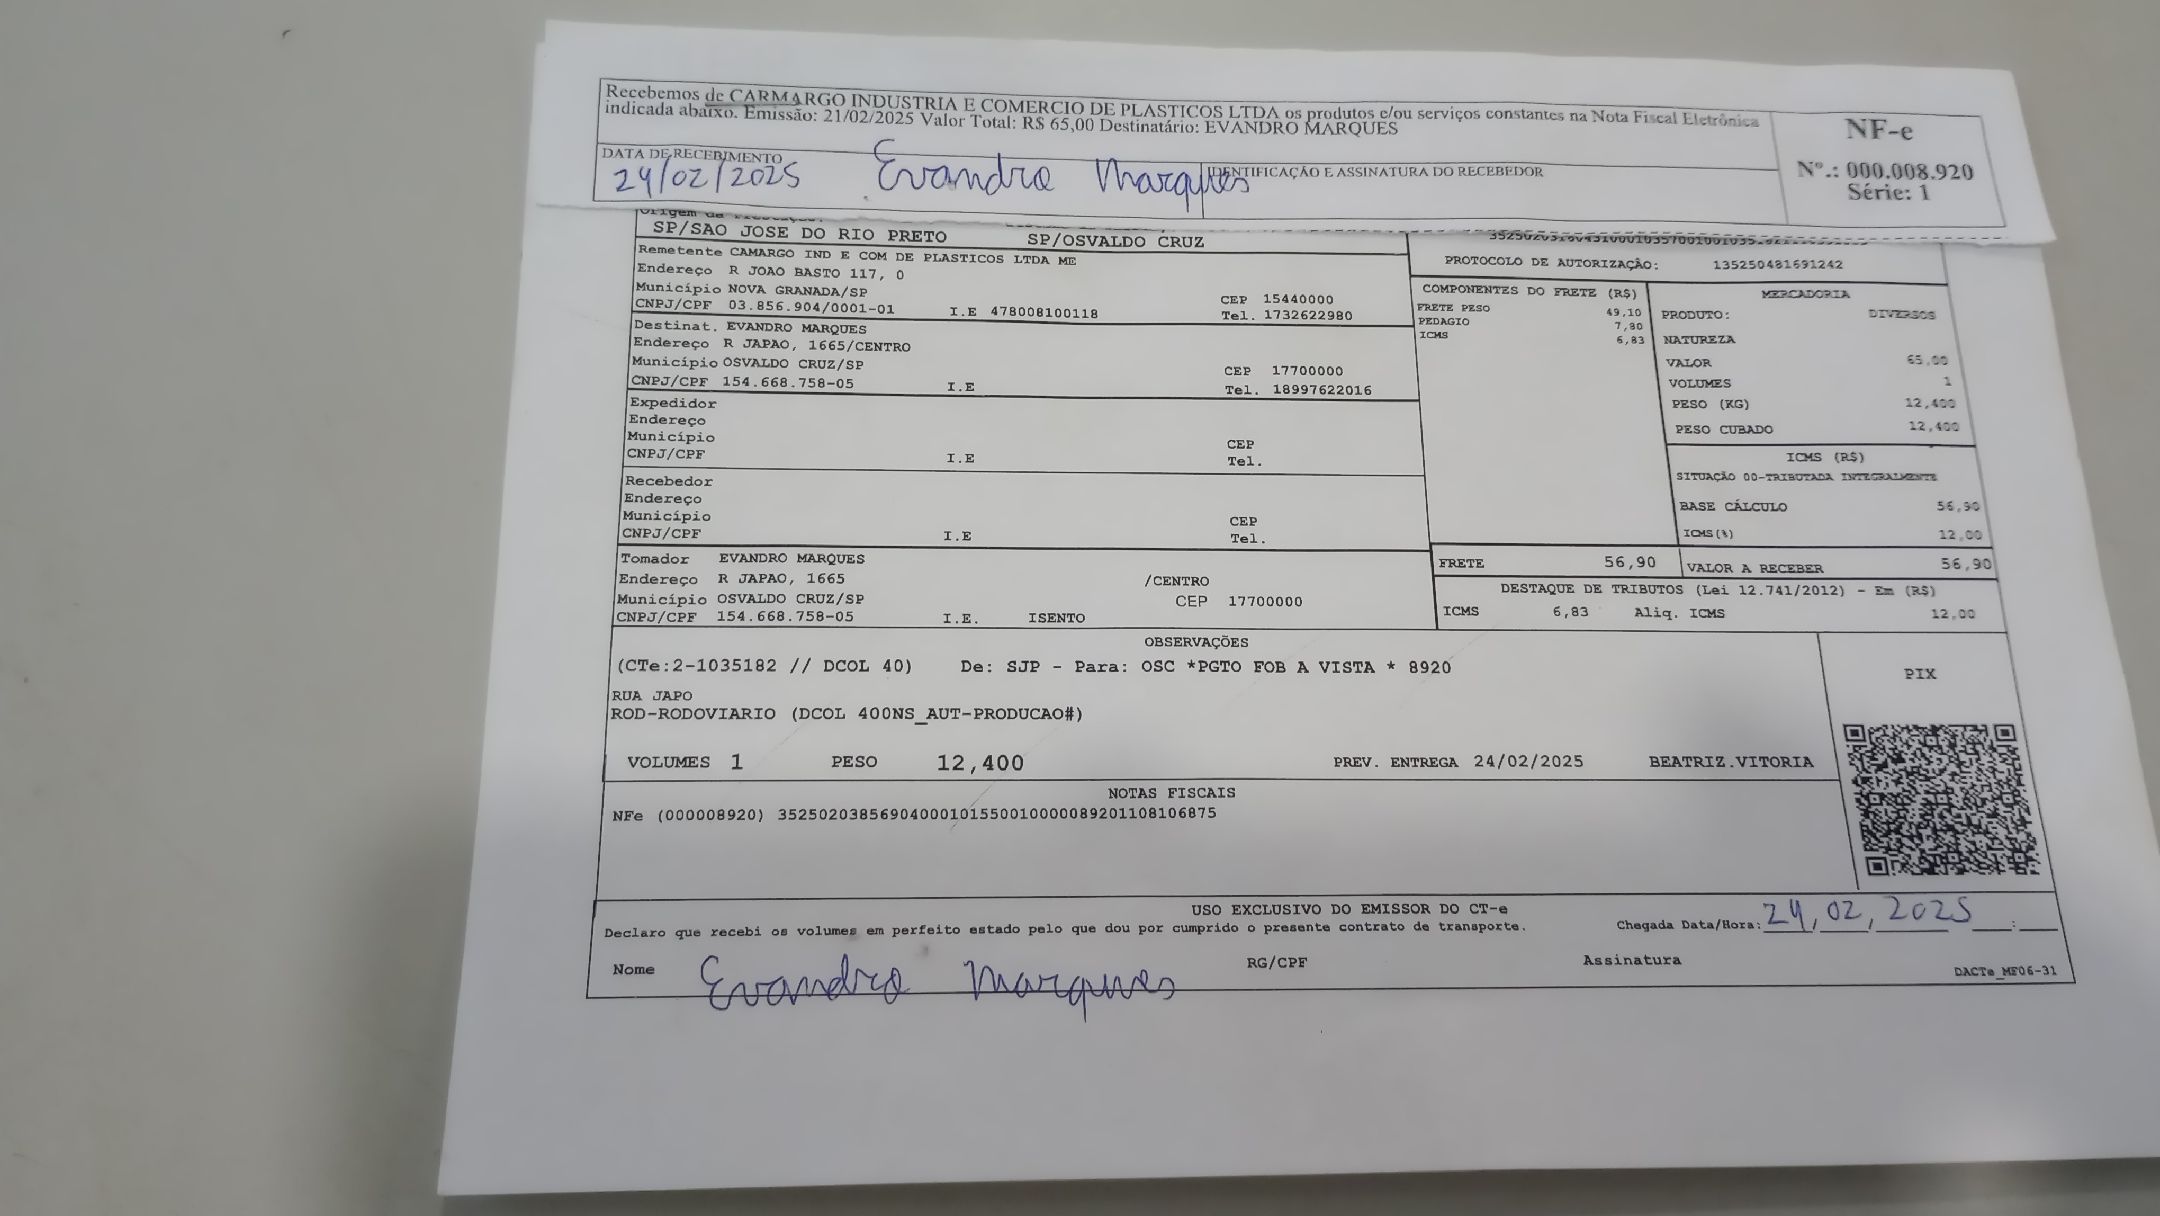 Recebemos de CARMARGO INDUSTRIA E COMERCIO DE PLASTICOS LTDA os produtos e/ou serviços constantes na Nota Fiscal Eletrônica
indicada abaixo. Emissão: 21/02/2025 Valor Total: R$ 65,00 Destinatário: EVANDRO MARQUES
NF-e
Nº.: 000.008.920
Série: 1
DATA DE RECEBIMENTO
24/02/2025 Evandro Marques
IDENTIFICAÇÃO E ASSINATURA DO RECEBEDOR
SP/SAO JOSE DO RIO PRETO SP/OSVALDO CRUZ
Remetente CAMARGO IND E COM DE PLASTICOS LTDA ME
Endereço R JOAO BASTO 117, 0
Município NOVA GRANADA/SP CEP 15440000
CNPJ/CPF 03.856.904/0001-01 I.E 478008100118 Tel. 1732622980
Destinat. EVANDRO MARQUES
Endereço R JAPAO, 1665/CENTRO
Município OSVALDO CRUZ/SP CEP 17700000
CNPJ/CPF 154.668.758-05 I.E Tel. 18997622016
Expedidor
Endereço
Município CEP
CNPJ/CPF I.E Tel.
Recebedor
Endereço
Município CEP
CNPJ/CPF I.E Tel.
Tomador EVANDRO MARQUES
Endereço R JAPAO, 1665 /CENTRO
Município OSVALDO CRUZ/SP CEP 17700000
CNPJ/CPF 154.668.758-05 I.E. ISENTO
PROTOCOLO DE AUTORIZAÇÃO: 135250481691242
COMPONENTES DO FRETE (R$)
FRETE PESO 49,10
PEDAGIO 7,80
ICMS 6,83
MERCADORIA
PRODUTO: DIVERSOS
NATUREZA
VALOR 65,00
VOLUMES 1
PESO (KG) 12,400
PESO CUBADO 12,400
ICMS (R$)
SITUAÇÃO 00-TRIBUTADA INTEGRALMENTE
BASE CÁLCULO 56,90
ICMS(%) 12,00
FRETE 56,90 VALOR A RECEBER 56,90
DESTAQUE DE TRIBUTOS (Lei 12.741/2012) - Em (R$)
ICMS 6,83 Aliq. ICMS 12,00
OBSERVAÇÕES
(CTe:2-1035182 // DCOL 40) De: SJP - Para: OSC *PGTO FOB A VISTA * 8920
RUA JAPO
ROD-RODOVIARIO (DCOL 400NS_AUT-PRODUCAO#)
VOLUMES 1 PESO 12,400 PREV. ENTREGA 24/02/2025 BEATRIZ.VITORIA
PIX
NOTAS FISCAIS
NFe (000008920) 35250203856904000101550010000089201108106875
USO EXCLUSIVO DO EMISSOR DO CT-e
Declaro que recebi os volumes em perfeito estado pelo que dou por cumprido o presente contrato de transporte.
Chegada Data/Hora: 24, 02, 2025 __:__
Nome Evandro Marques RG/CPF Assinatura
DACTe_MF06-31